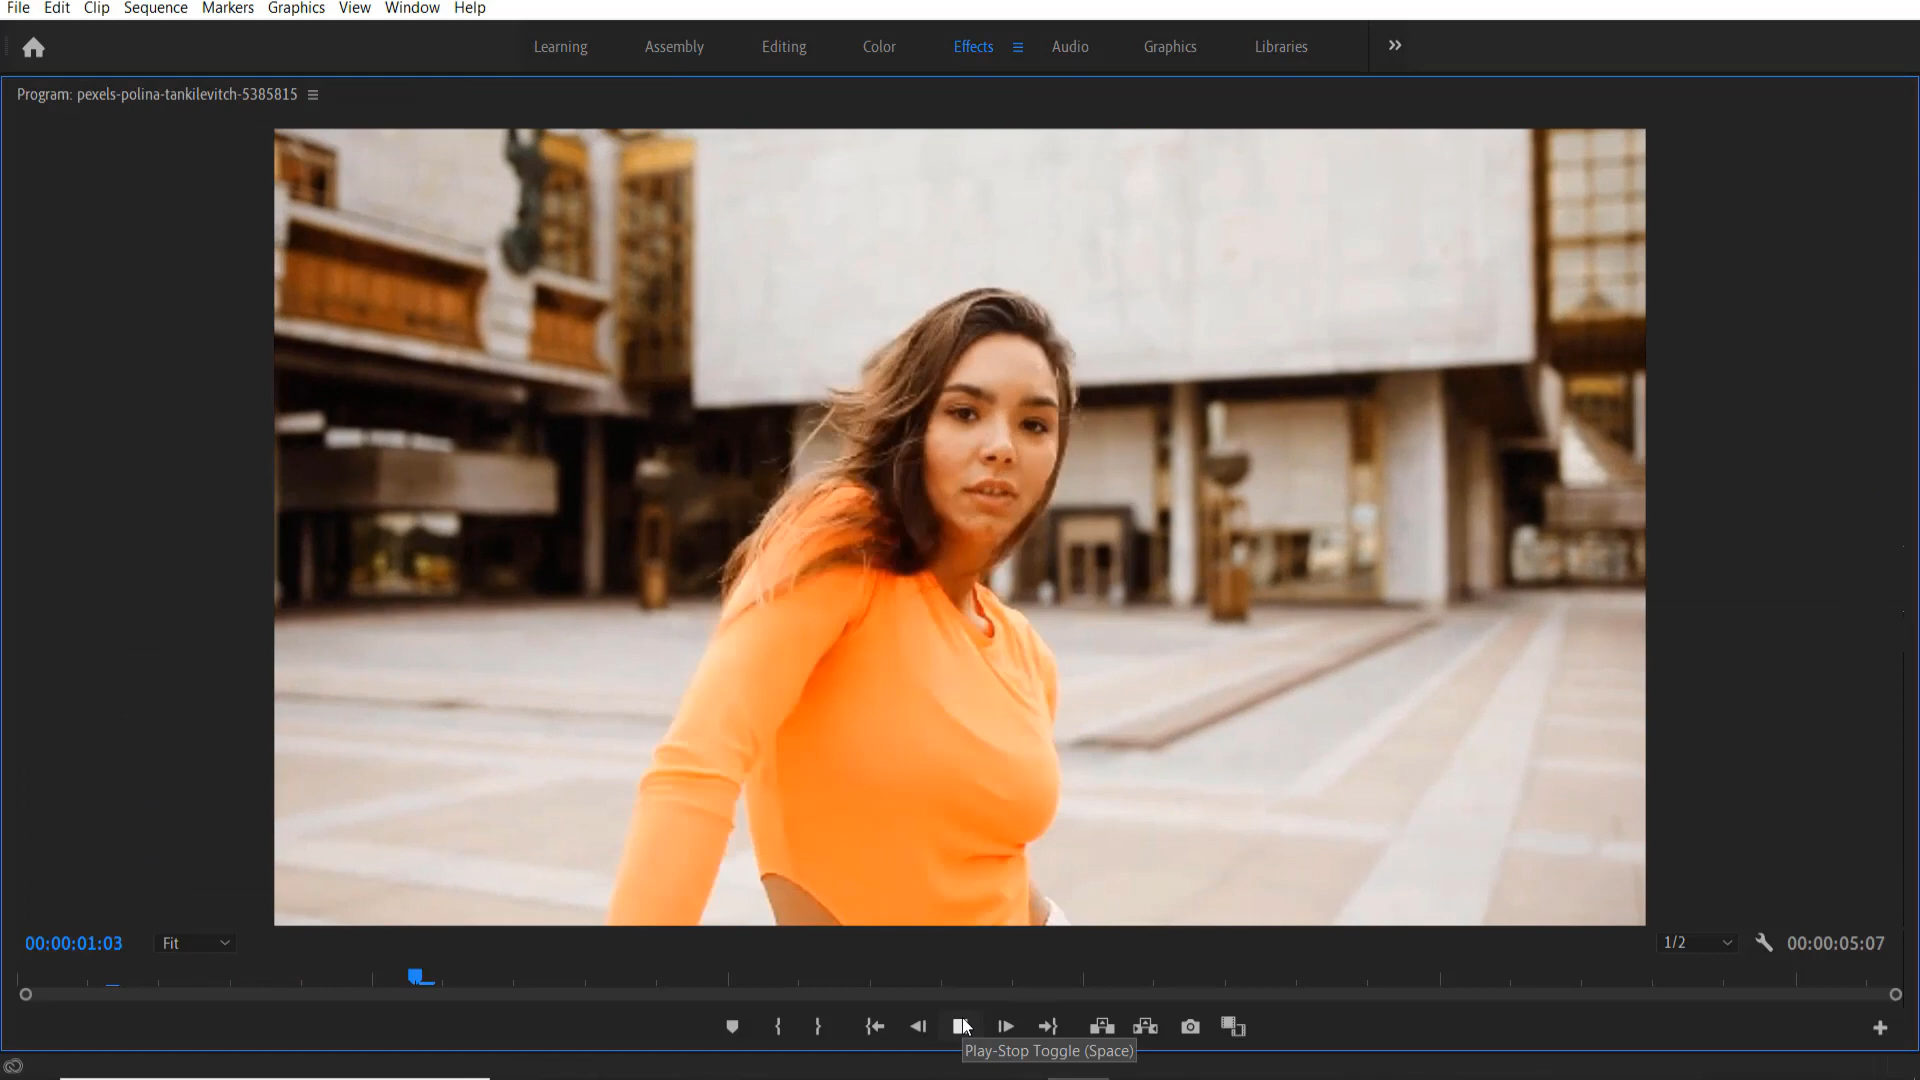 File Edit Clip Sequence Markers Graphics View Window Help
Learning Assembly Editing Color Effects Audio Graphics Libraries
Program: pexels-polina-tankilevitch-5385815
00:00:01:03 Fit 1/2 00:00:05:07
Play-Stop Toggle (Space)